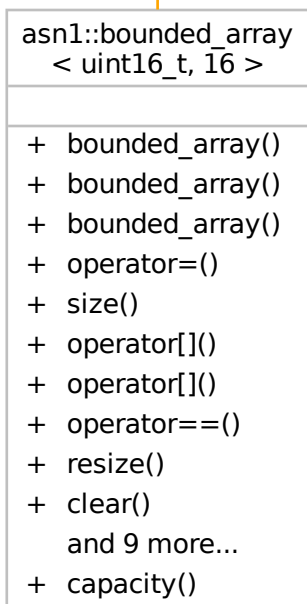 asn1::bounded_array
< uint16_t, 16 >
+ bounded_array()
+ bounded_array()
+ bounded_array()
+ operator=()
+ size()
+ operator[]()
+ operator[]()
+ operator==()
+ resize()
+ clear()
and 9 more...
+ capacity()